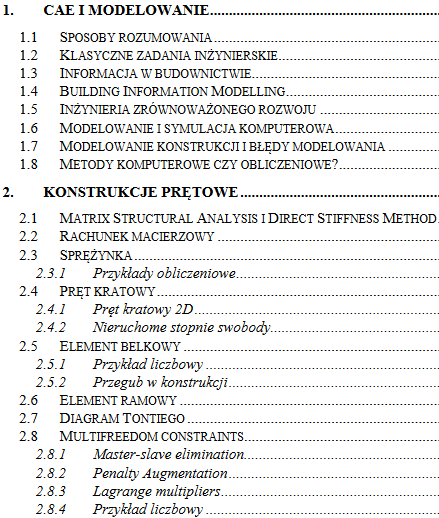 1. CAE I MODELOWANIE
1.1 SPOSOBY ROZUMOWANIA
1.2 KLASYCZNE ZADANIA INŻYNIERSKIE
1.3 INFORMACJA W BUDOWNICTWIE
1.4 BUILDING INFORMATION MODELLING
1.5 INŻYNIERIA ZRÓWNOWAŻONEGO ROZWOJU
1.6 MODELOWANIE I SYMULACJA KOMPUTEROWA
1.7 MODELOWANIE KONSTRUKCJI I BŁĘDY MODELOWANIA
1.8 METODY KOMPUTEROWE CZY OBLICZENIOWE?
2. KONSTRUKCJE PRĘTOWE
2.1 MATRIX STRUCTURAL ANALYSIS I DIRECT STIFFNESS METHOD
2.2 RACHUNEK MACIERZOWY
2.3 SPRĘŻYNKA
2.3.1 Przykłady obliczeniowe
2.4 PRĘT KRATOWY
2.4.1 Pręt kratowy 2D
2.4.2 Nieruchome stopnie swobody
2.5 ELEMENT BELKOWY
2.5.1 Przykład liczbowy
2.5.2 Przegub w konstrukcji
2.6 ELEMENT RAMOWY
2.7 DIAGRAM TONTIEGO
2.8 MULTIFREEDOM CONSTRAINTS
2.8.1 Master-slave elimination
2.8.2 Penalty Augmentation
2.8.3 Lagrange multipliers
2.8.4 Przykład liczbowy